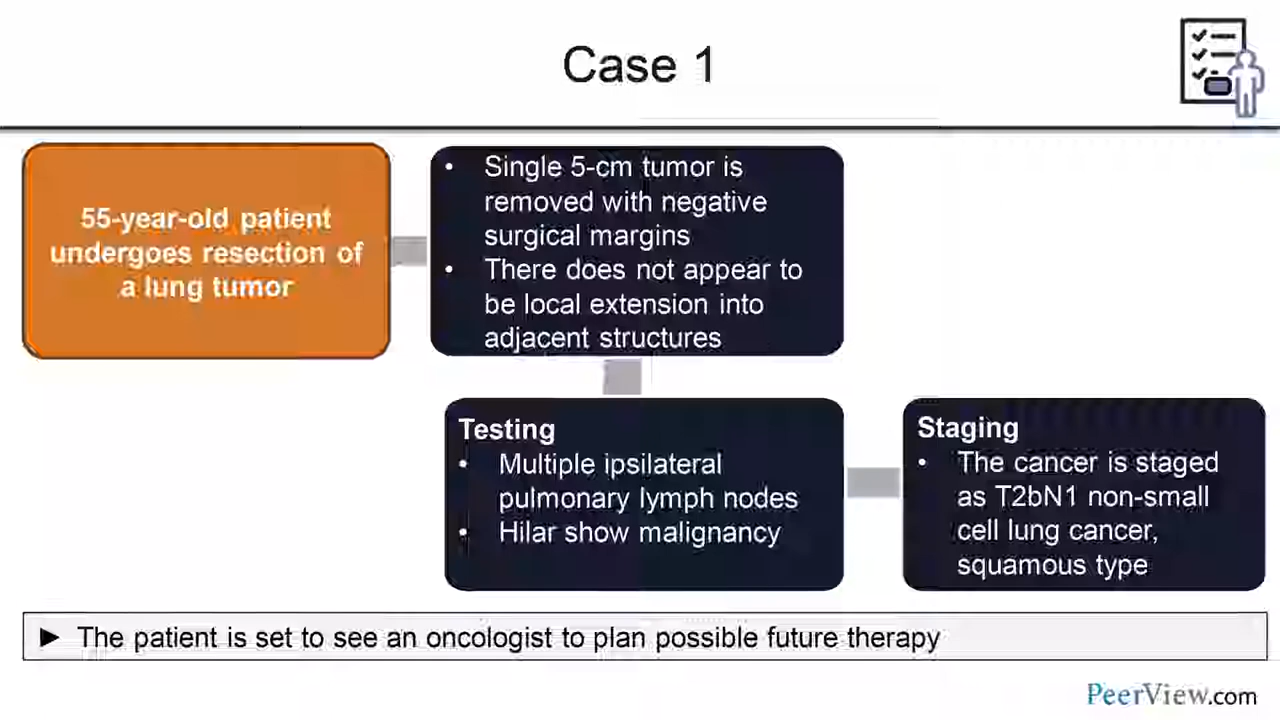 Case 1
55-year-old patient
undergoes resection of
a lung tumor
• Single 5-cm tumor is
removed with negative
surgical margins
• There does not appear to
be local extension into
adjacent structures
Testing
• Multiple ipsilateral
pulmonary lymph nodes
• Hilar show malignancy
Staging
• The cancer is staged
as T2bN1 non-small
cell lung cancer,
squamous type
► The patient is set to see an oncologist to plan possible future therapy
PeerView.com